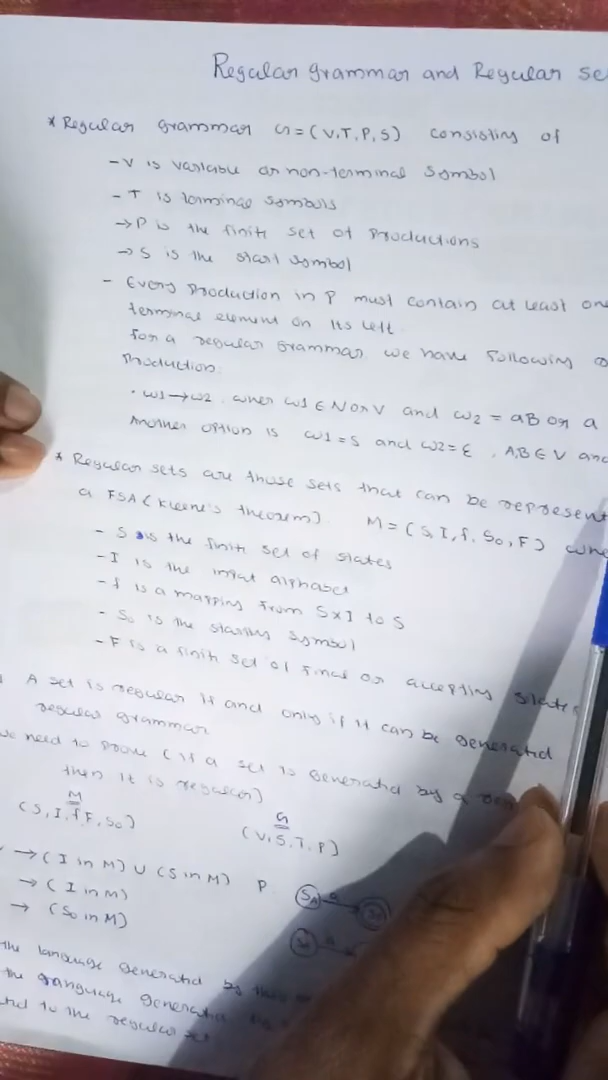 Regular grammar and Regular se
* Regular grammar G=(V,T,P,S) consisting of
- V is variable or non-terminal Symbol
- T is terminal symbols
→ P is the finite set of productions
→ S is the start symbol
- Every production in P must contain at least one
terminal element on its left.
For a regular grammar we have following
production.
• w1→w2 wher w1 ∈ N or V and w2 = aB or a
Another option is w1=S and w2=ε , A,B ∈ V and
* Regular sets are those sets that can be represent
a FSA (Kleene's theorem) M=(S,I,f,S0,F) whe
- S is the finite set of states
- I is the input alphabet
- f is a mapping from SxI to S
- S0 is the starting symbol
- F is a finite set of final or accepting states
A set is regular if and only if it can be generated
regular grammar
we need to prove (if a set is generated by a
then it is regular)
M G
(S,I,f,F,S0) (V,S,T,P)
→ (I in M) ∪ (S in M) P SA a
→ (I in M)
→ (S0 in M) a
the language generated by
the language generated
to the regular set